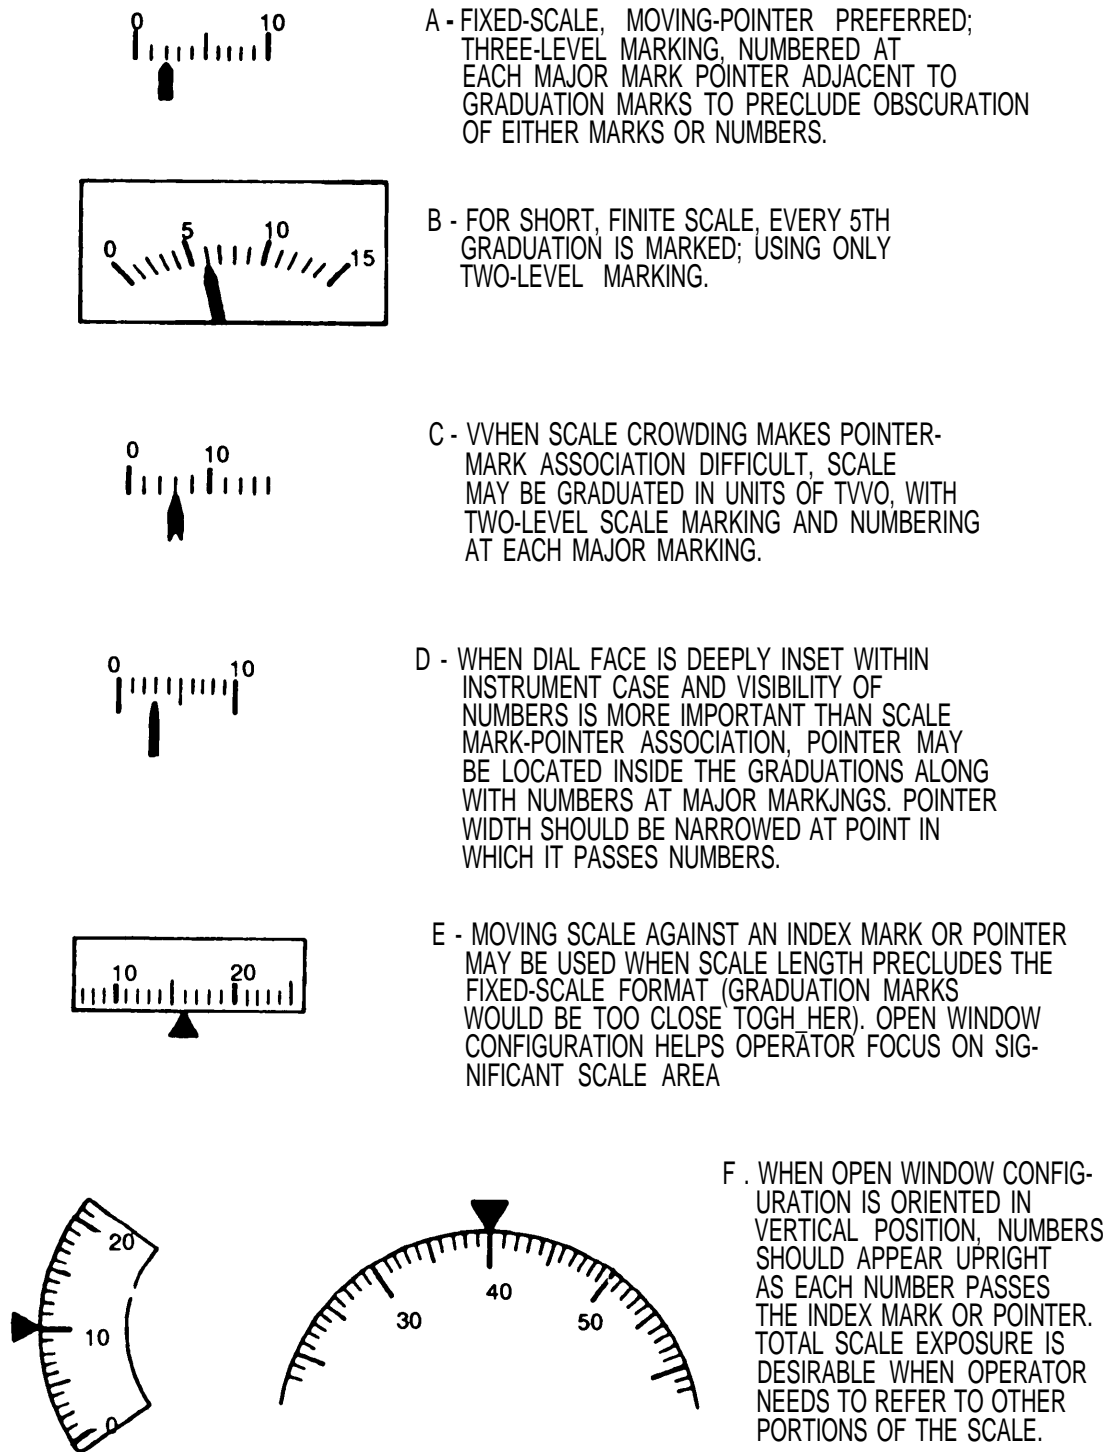 0 10
A - FIXED-SCALE, MOVING-POINTER PREFERRED;
THREE-LEVEL MARKING, NUMBERED AT
EACH MAJOR MARK POINTER ADJACENT TO
GRADUATION MARKS TO PRECLUDE OBSCURATION
OF EITHER MARKS OR NUMBERS.
0 5 10 15
B - FOR SHORT, FINITE SCALE, EVERY 5TH
GRADUATION IS MARKED; USING ONLY
TWO-LEVEL MARKING.
0 10
C - VVHEN SCALE CROWDING MAKES POINTER-
MARK ASSOCIATION DIFFICULT, SCALE
MAY BE GRADUATED IN UNITS OF TVVO, WITH
TWO-LEVEL SCALE MARKING AND NUMBERING
AT EACH MAJOR MARKING.
0 10
D - WHEN DIAL FACE IS DEEPLY INSET WITHIN
INSTRUMENT CASE AND VISIBILITY OF
NUMBERS IS MORE IMPORTANT THAN SCALE
MARK-POINTER ASSOCIATION, POINTER MAY
BE LOCATED INSIDE THE GRADUATIONS ALONG
WITH NUMBERS AT MAJOR MARKJNGS. POINTER
WIDTH SHOULD BE NARROWED AT POINT IN
WHICH IT PASSES NUMBERS.
10 20
E - MOVING SCALE AGAINST AN INDEX MARK OR POINTER
MAY BE USED WHEN SCALE LENGTH PRECLUDES THE
FIXED-SCALE FORMAT (GRADUATION MARKS
WOULD BE TOO CLOSE TOGH_HER). OPEN WINDOW
CONFIGURATION HELPS OPERATOR FOCUS ON SIG-
NIFICANT SCALE AREA
20
10
0
30 40 50
F . WHEN OPEN WINDOW CONFIG-
URATION IS ORIENTED IN
VERTICAL POSITION, NUMBERS
SHOULD APPEAR UPRIGHT
AS EACH NUMBER PASSES
THE INDEX MARK OR POINTER.
TOTAL SCALE EXPOSURE IS
DESIRABLE WHEN OPERATOR
NEEDS TO REFER TO OTHER
PORTIONS OF THE SCALE.